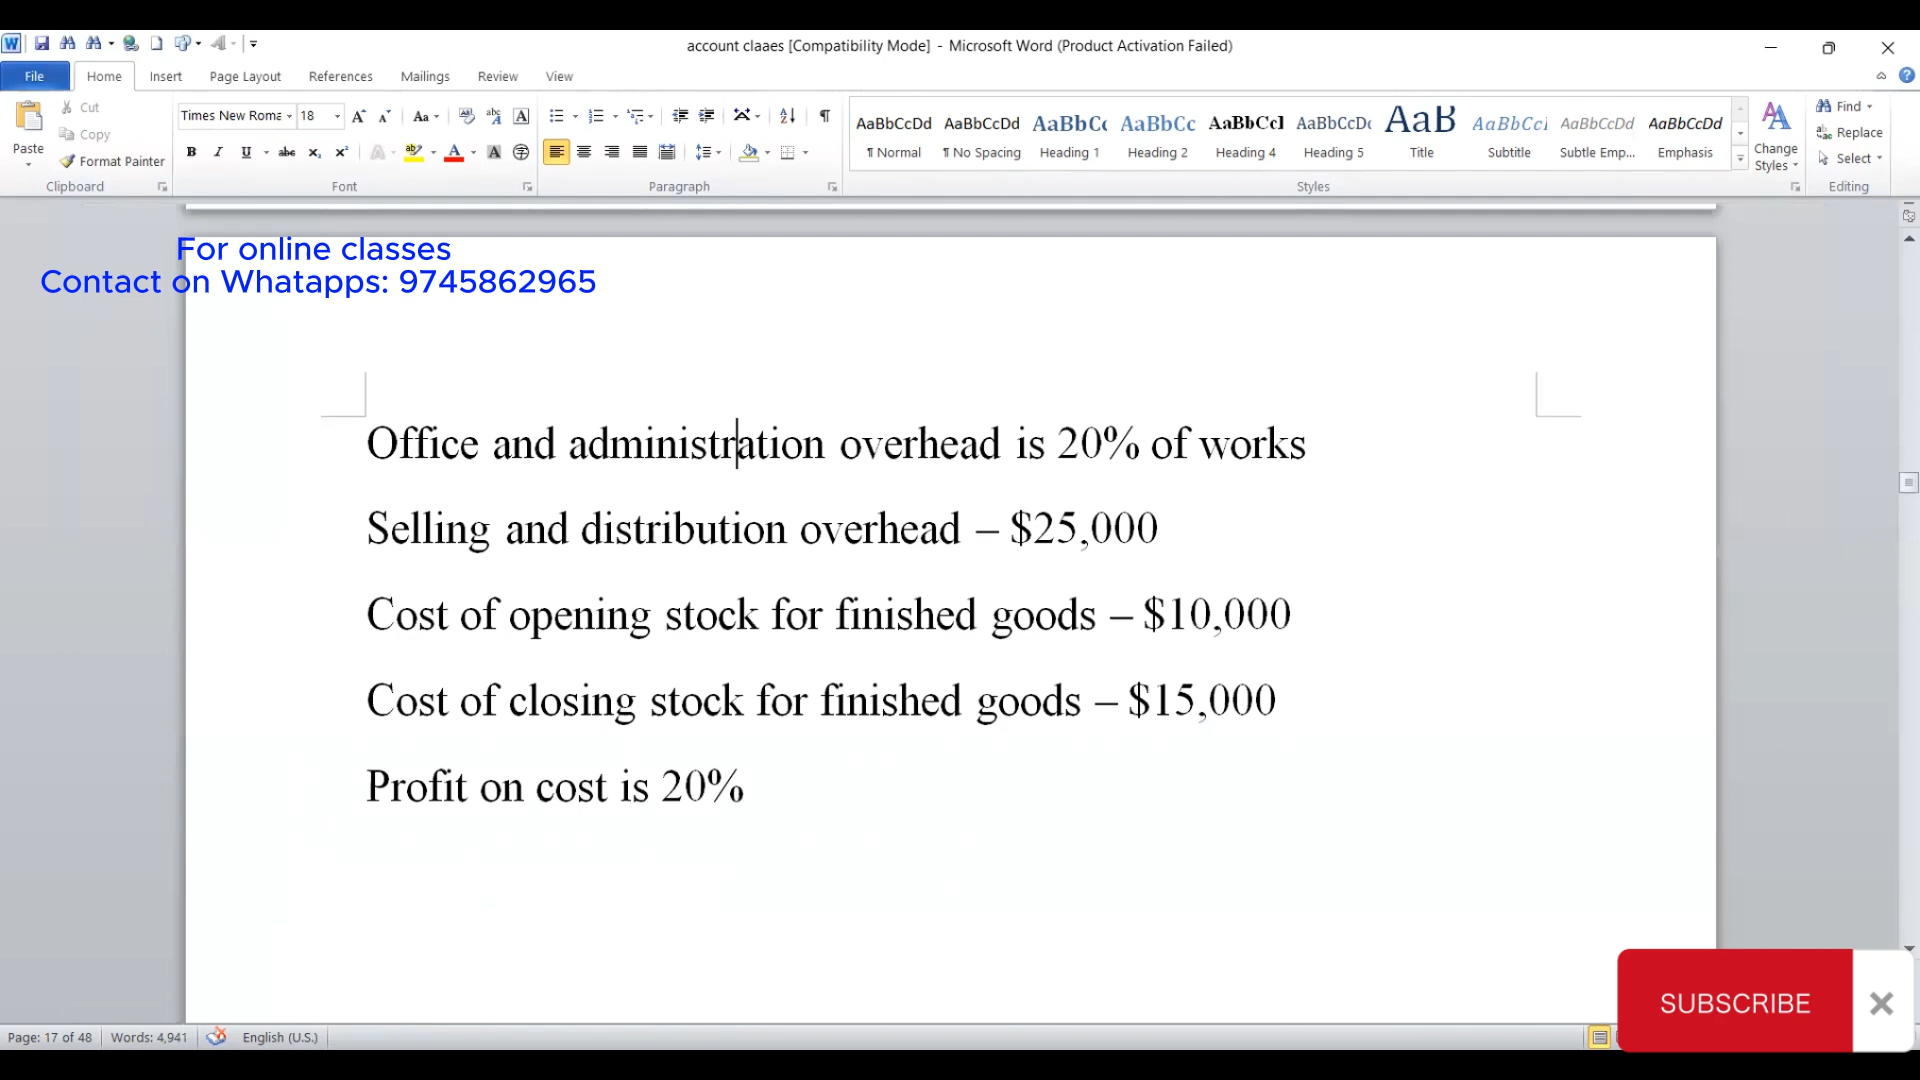 account claaes [Compatibility Mode] - Microsoft Word (Product Activation Failed)
File Home Insert Page Layout References Mailings Review View
Paste
Cut
Copy
Format Painter
Clipboard
Times New Roma 18
Font
Paragraph
AaBbCcDd AaBbCcDd AaBbCc AaBbCc AaBbCcI AaBbCcDc AaB AaBbCcI AaBbCcDd AaBbCcDd
¶ Normal ¶ No Spacing Heading 1 Heading 2 Heading 4 Heading 5 Title Subtitle Subtle Emp... Emphasis
Change Styles
Styles
Find
Replace
Select
Editing
For online classes
Contact on Whatapps: 9745862965
Office and administration overhead is 20% of works
Selling and distribution overhead – $25,000
Cost of opening stock for finished goods – $10,000
Cost of closing stock for finished goods – $15,000
Profit on cost is 20%
SUBSCRIBE
Page: 17 of 48 Words: 4,941 English (U.S.)